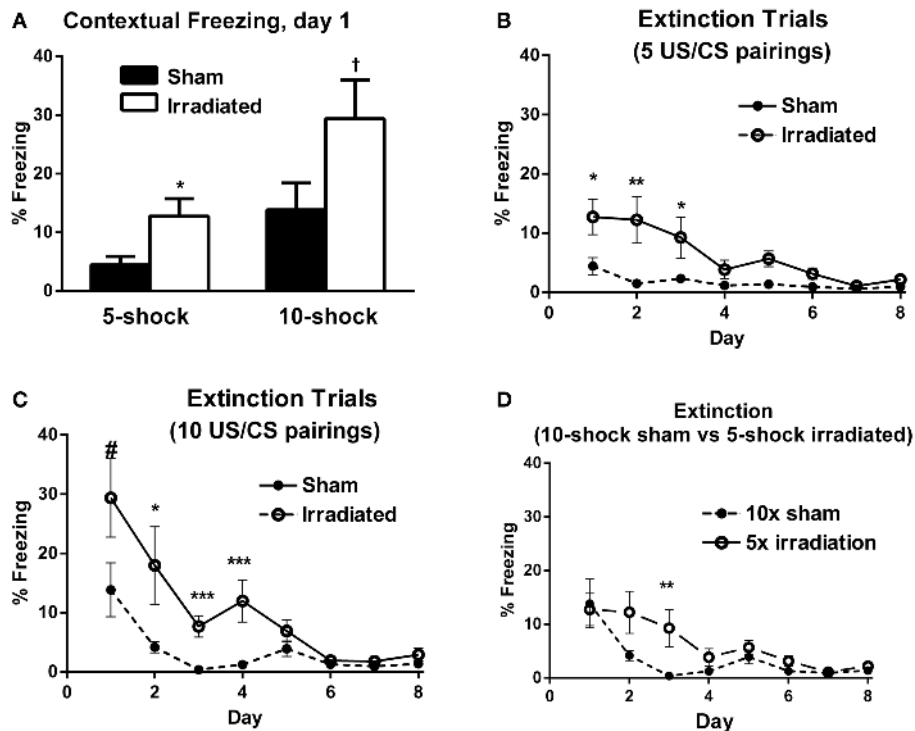 A Contextual Freezing, day 1
% Freezing
40
30
20
10
0
Sham
Irradiated
*
†
5-shock
10-shock
B Extinction Trials
(5 US/CS pairings)
% Freezing
40
30
20
10
0
Sham
Irradiated
*
**
*
0 2 4 6 8
Day
C Extinction Trials
(10 US/CS pairings)
% Freezing
40
30
20
10
0
Sham
Irradiated
#
*
***
***
0 2 4 6 8
Day
D Extinction
(10-shock sham vs 5-shock irradiated)
% Freezing
40
30
20
10
0
10x sham
5x irradiation
**
0 2 4 6 8
Day